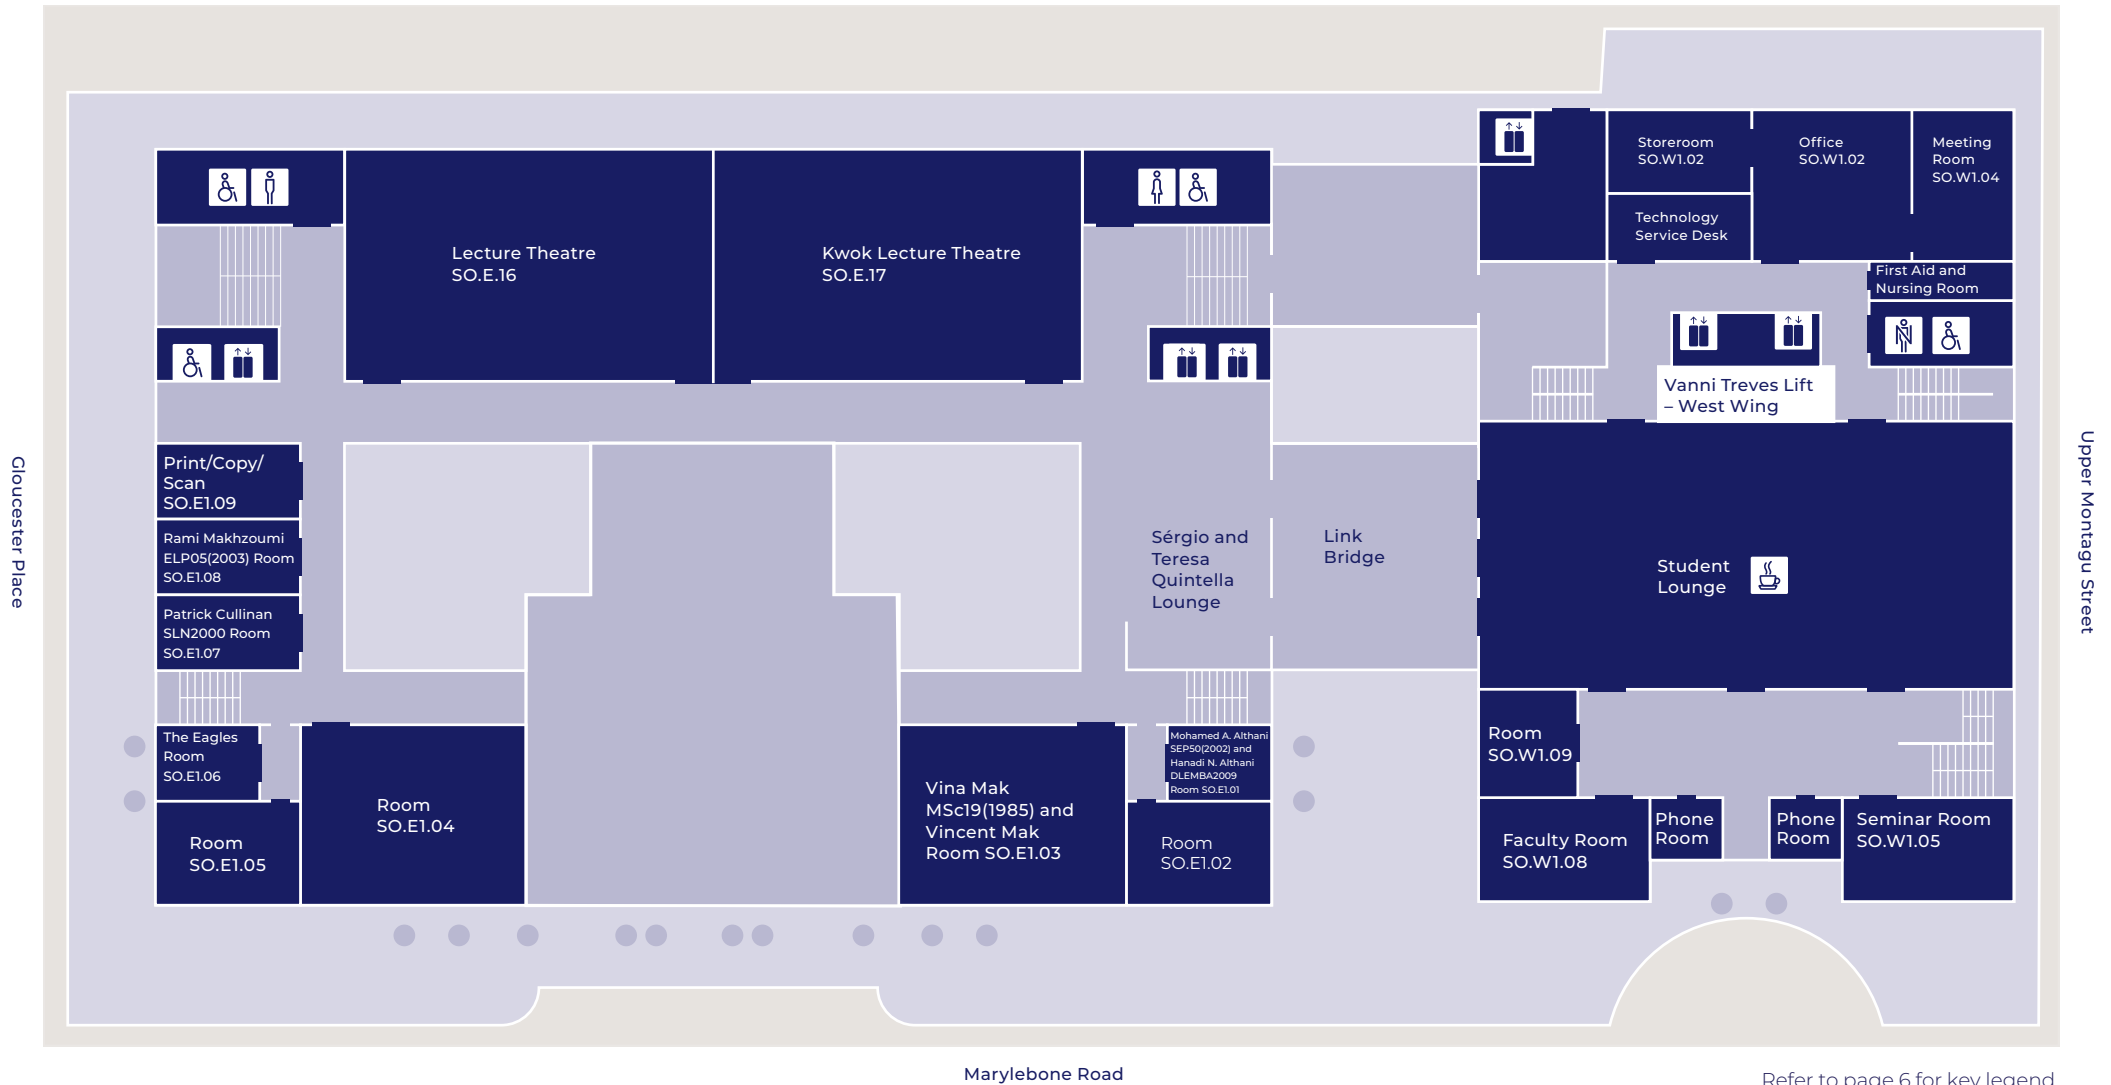 Lecture Theatre
SO.E.16
Kwok Lecture Theatre
SO.E.17
Storeroom
SO.W1.02
Office
SO.W1.02
Meeting
Room
SO.W1.04
Technology
Service Desk
First Aid and
Nursing Room
Vanni Treves Lift
– West Wing
Print/Copy/
Scan
SO.E1.09
Rami Makhzoumi
ELP05(2003) Room
SO.E1.08
Patrick Cullinan
SLN2000 Room
SO.E1.07
Gloucester Place
Sérgio and
Teresa
Quintella
Lounge
Link
Bridge
Student
Lounge
Upper Montagu Street
The Eagles
Room
SO.E1.06
Room
SO.E1.05
Room
SO.E1.04
Vina Mak
MSc19(1985) and
Vincent Mak
Room SO.E1.03
Mohamed A. Althani
SEP50(2002) and
Hanadi N. Althani
DLEMBA2009
Room SO.E1.01
Room
SO.E1.02
Room
SO.W1.09
Faculty Room
SO.W1.08
Phone
Room
Phone
Room
Seminar Room
SO.W1.05
Marylebone Road
Refer to page 6 for key legend